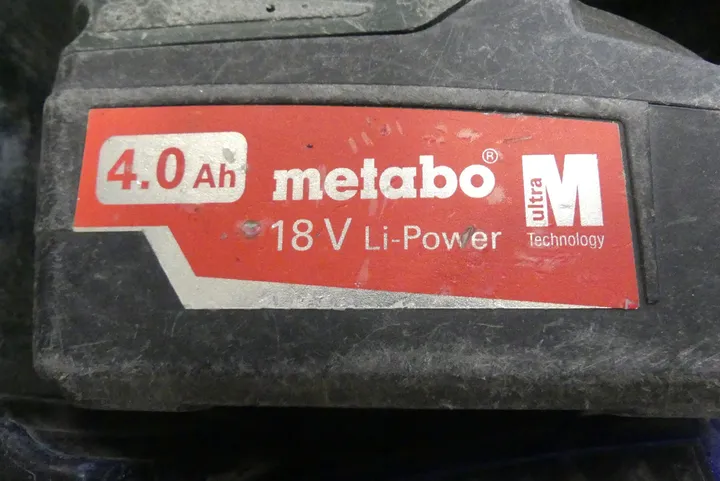 4.0 Ah
metabo®
18 V Li-Power
ultra M
Technology